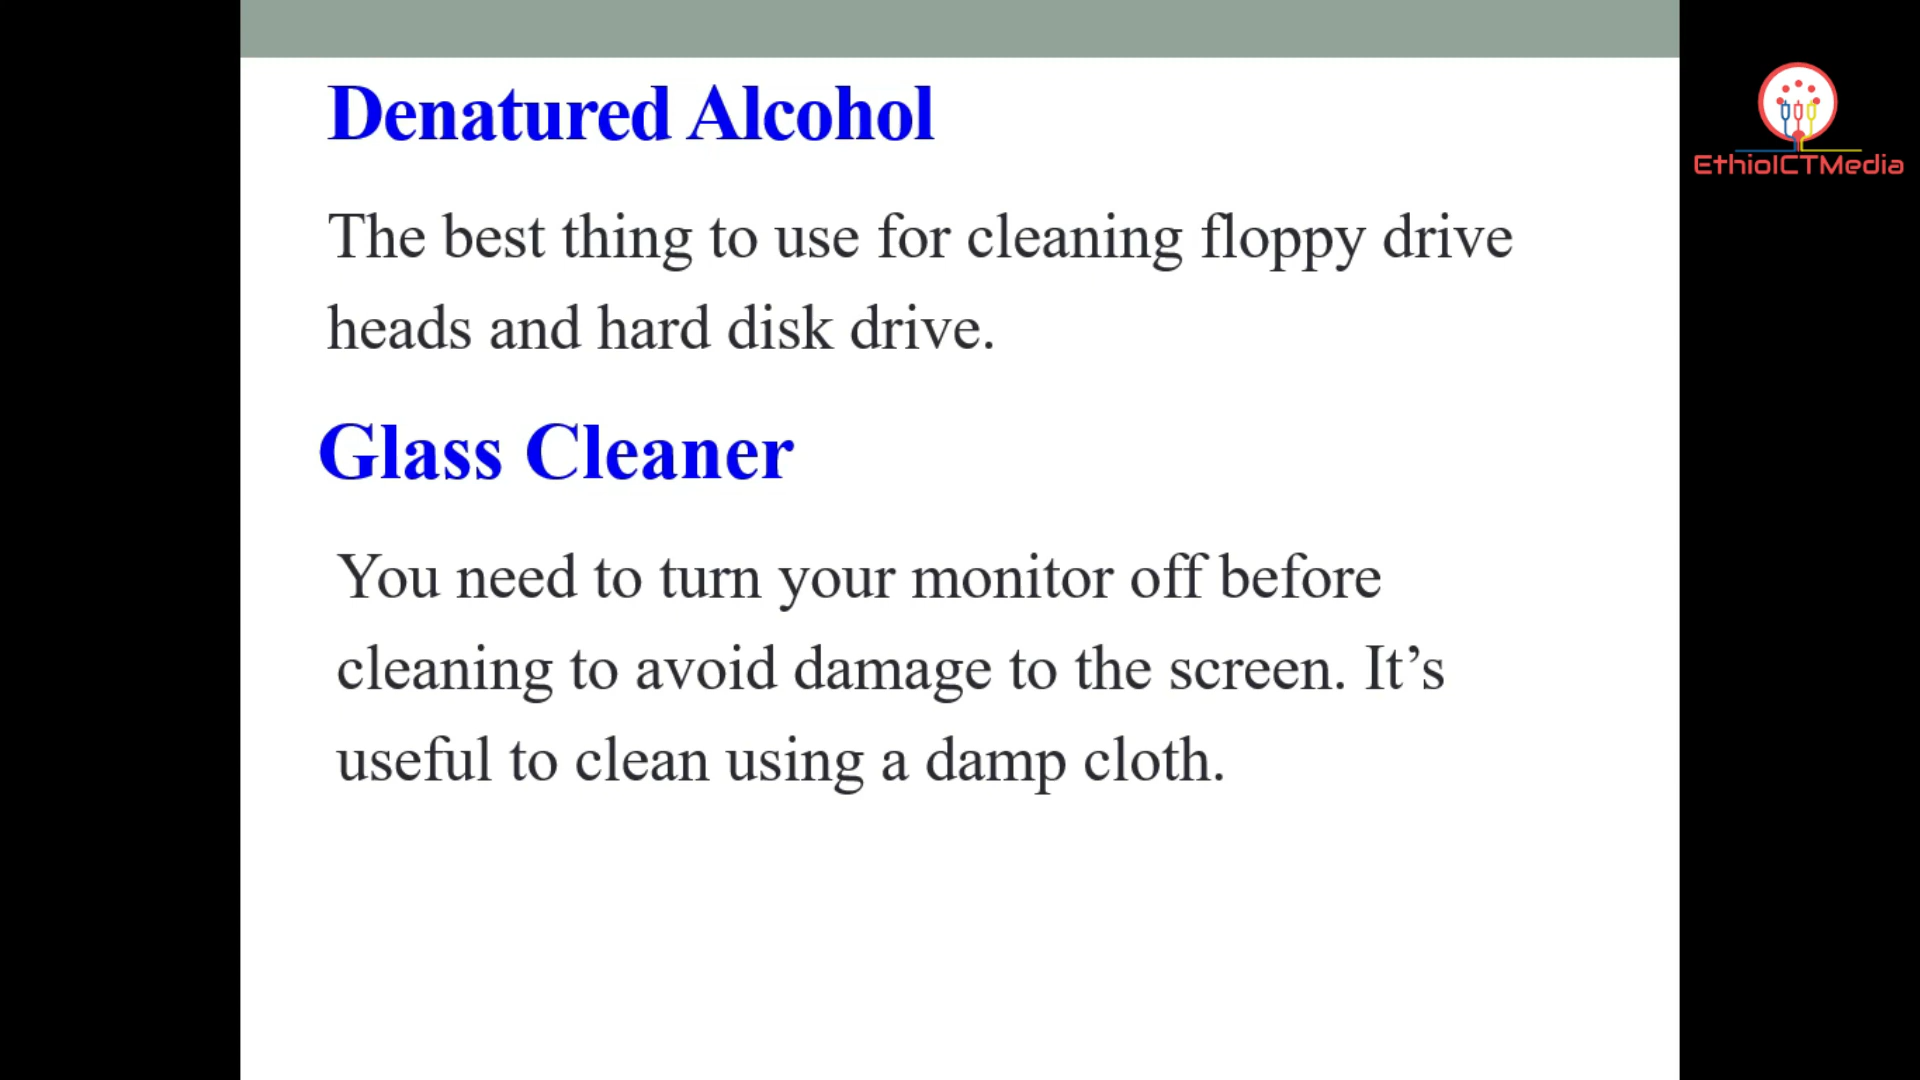 Denatured Alcohol
EthioICTMedia
The best thing to use for cleaning floppy drive
heads and hard disk drive.
Glass Cleaner
You need to turn your monitor off before
cleaning to avoid damage to the screen. It’s
useful to clean using a damp cloth.